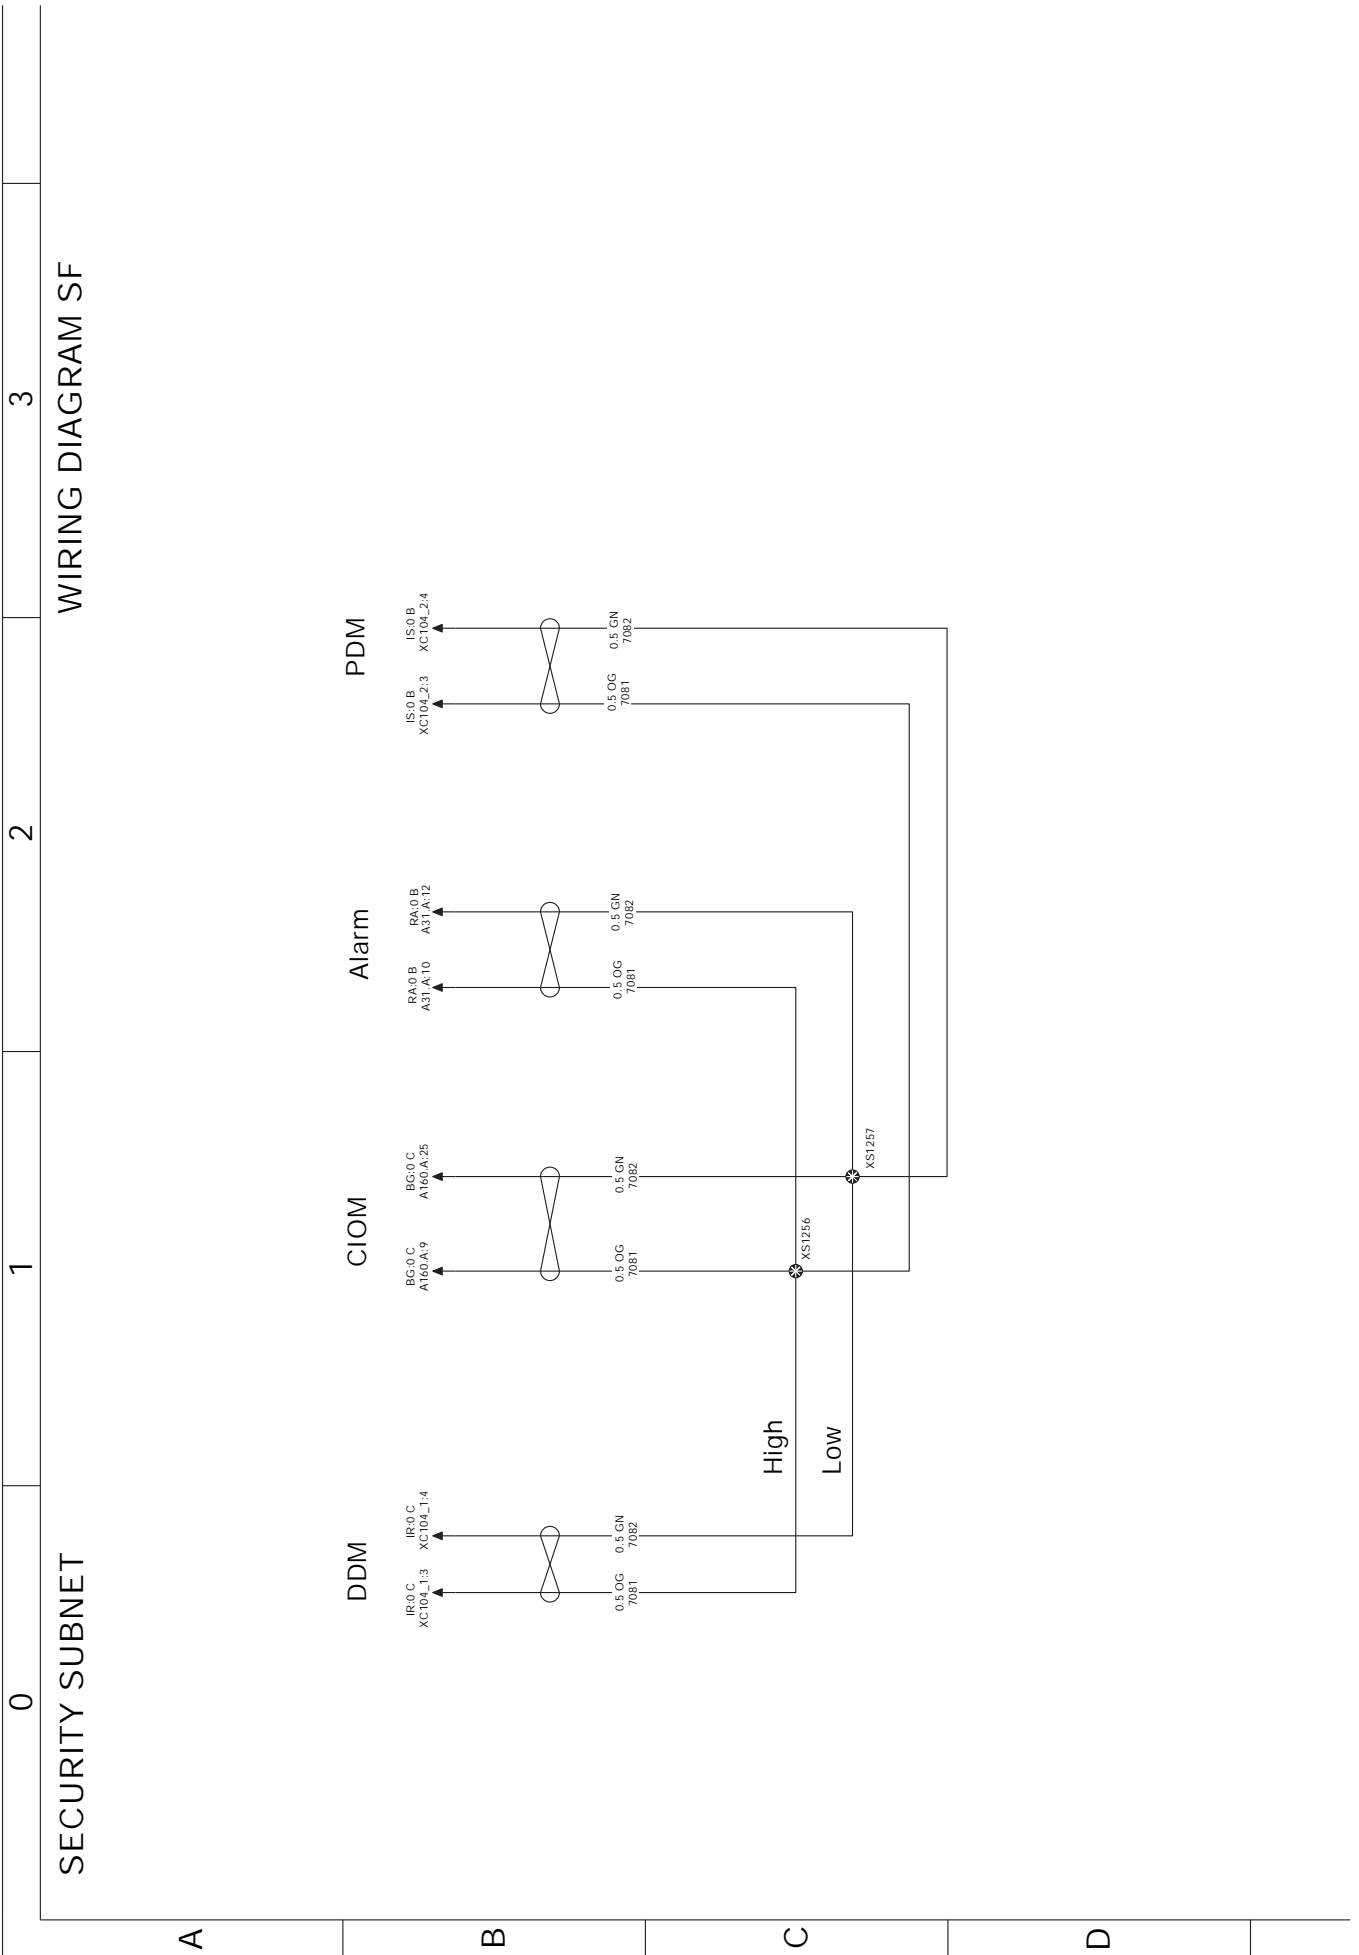 0
1
2
3
SECURITY SUBNET
WIRING DIAGRAM SF
A
B
C
D
DDM
CIOM
Alarm
PDM
IR:0 C
XC104_1:3
IR:0 C
XC104_1:4
BG:0 C
A160.A:9
BG:0 C
A160.A:25
RA:0 B
A31.A:10
RA:0 B
A31.A:12
IS:0 B
XC104_2:3
IS:0 B
XC104_2:4
0.5 OG
7081
0.5 GN
7082
0.5 OG
7081
0.5 GN
7082
0.5 OG
7081
0.5 GN
7082
0.5 OG
7081
0.5 GN
7082
High
XS1256
Low
XS1257